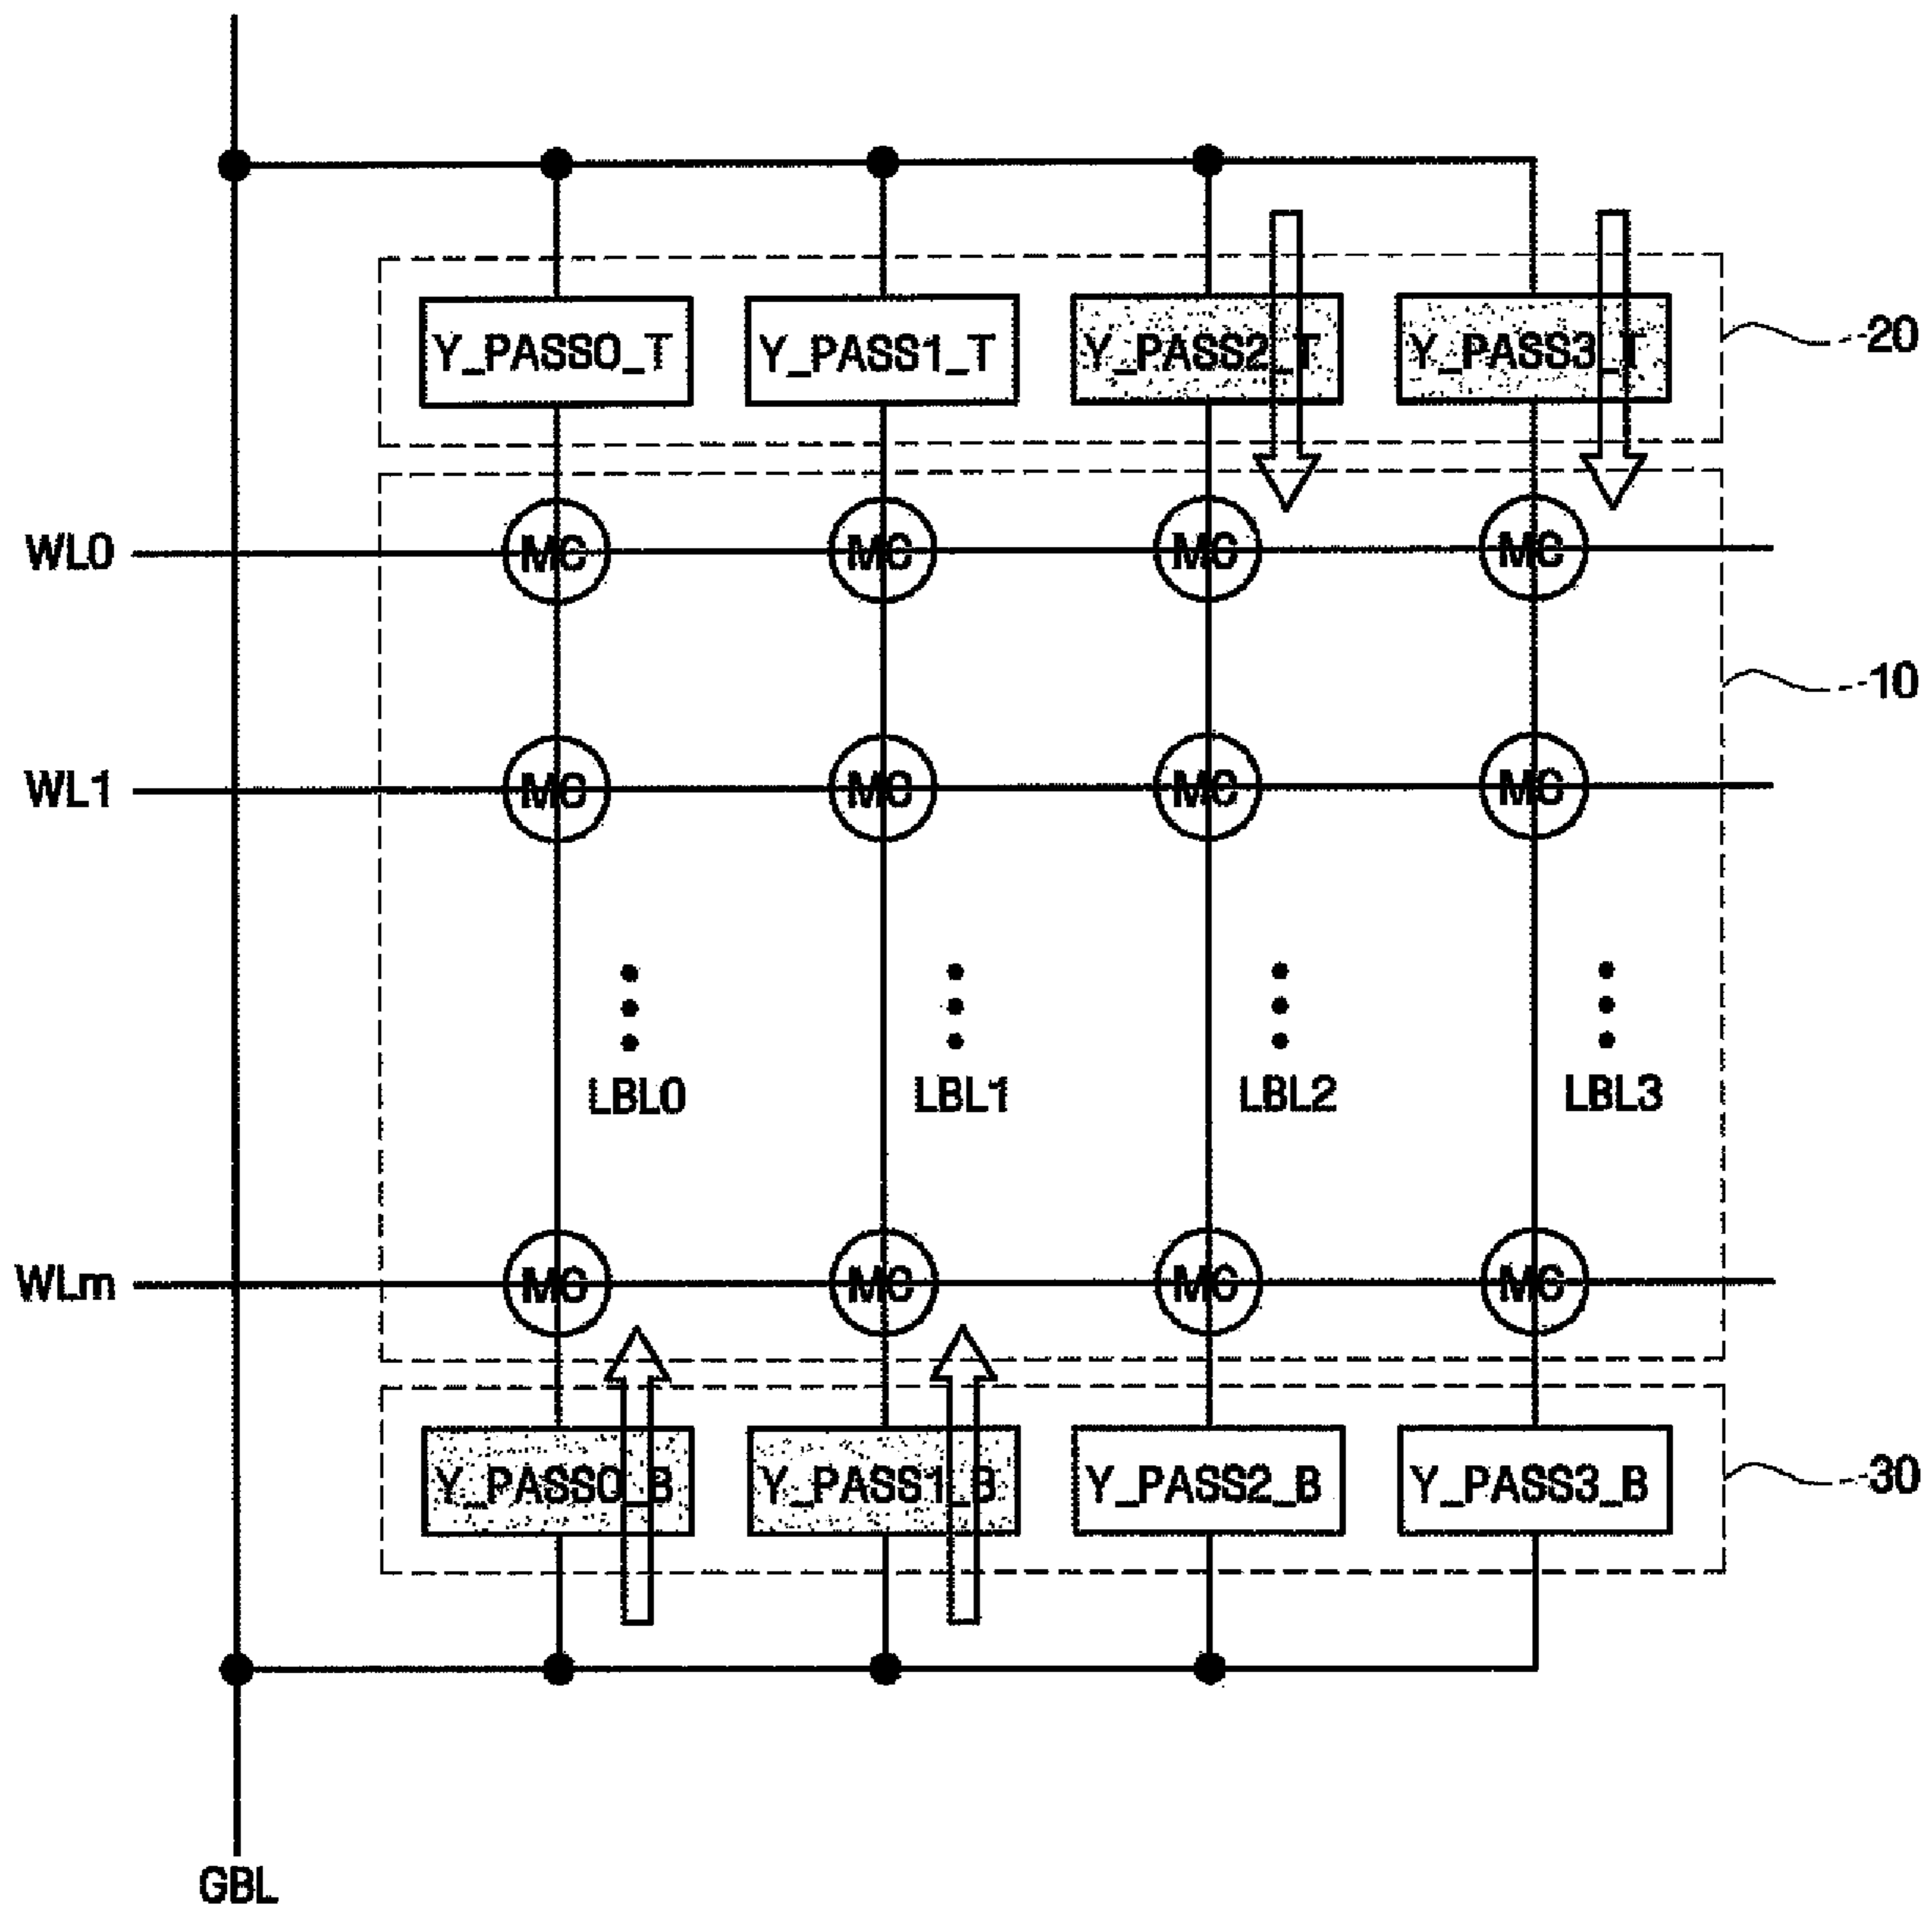 Y_PASS0_T Y_PASS1_T Y_PASS2_T Y_PASS3_T 20
WL0 MC MC MC MC
10
WL1 MC MC MC MC
LBL0 LBL1 LBL2 LBL3
WLm MC MC MC MC
Y_PASS0_B Y_PASS1_B Y_PASS2_B Y_PASS3_B 30
GBL